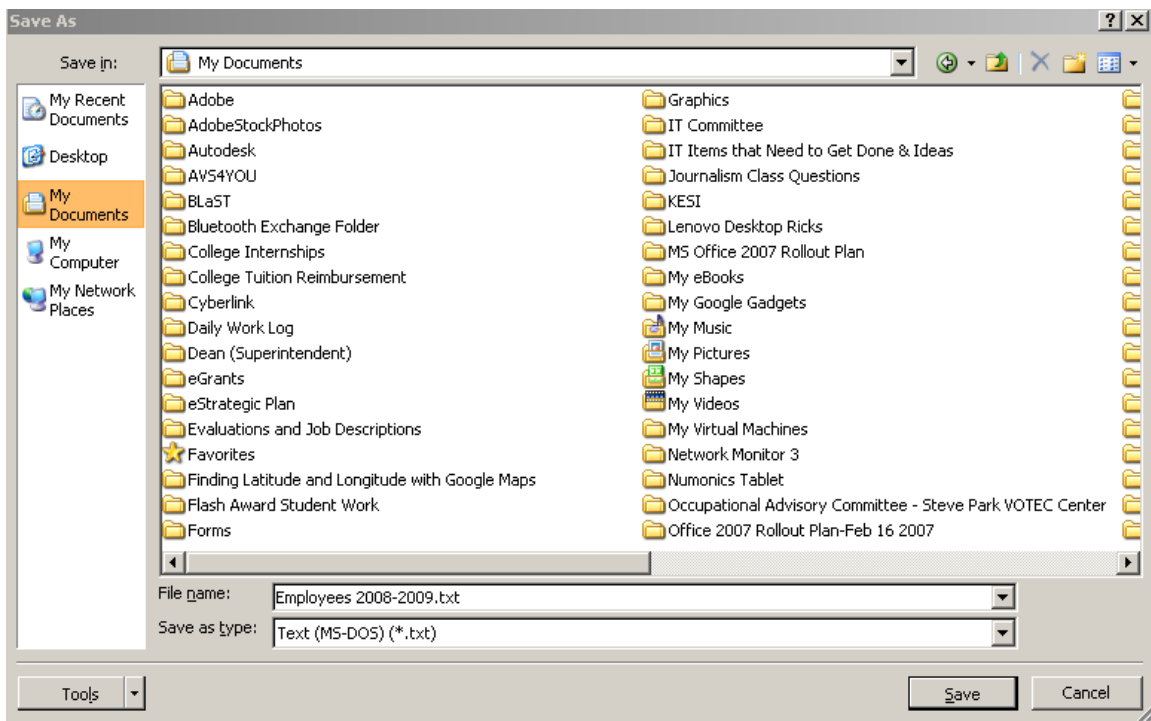 Save As
Save in:
My Documents
My Recent
Documents
Desktop
My
Documents
My
Computer
My Network
Places
Adobe
AdobeStockPhotos
Autodesk
AVS4YOU
BLaST
Bluetooth Exchange Folder
College Internships
College Tuition Reimbursement
Cyberlink
Daily Work Log
Dean (Superintendent)
eGrants
eStrategic Plan
Evaluations and Job Descriptions
Favorites
Finding Latitude and Longitude with Google Maps
Flash Award Student Work
Forms
Graphics
IT Committee
IT Items that Need to Get Done & Ideas
Journalism Class Questions
KESI
Lenovo Desktop Ricks
MS Office 2007 Rollout Plan
My eBooks
My Google Gadgets
My Music
My Pictures
My Shapes
My Videos
My Virtual Machines
Network Monitor 3
Numonics Tablet
Occupational Advisory Committee - Steve Park VOTEC Center
Office 2007 Rollout Plan-Feb 16 2007
File name:
Employees 2008-2009.txt
Save as type:
Text (MS-DOS) (*.txt)
Tools
Save
Cancel